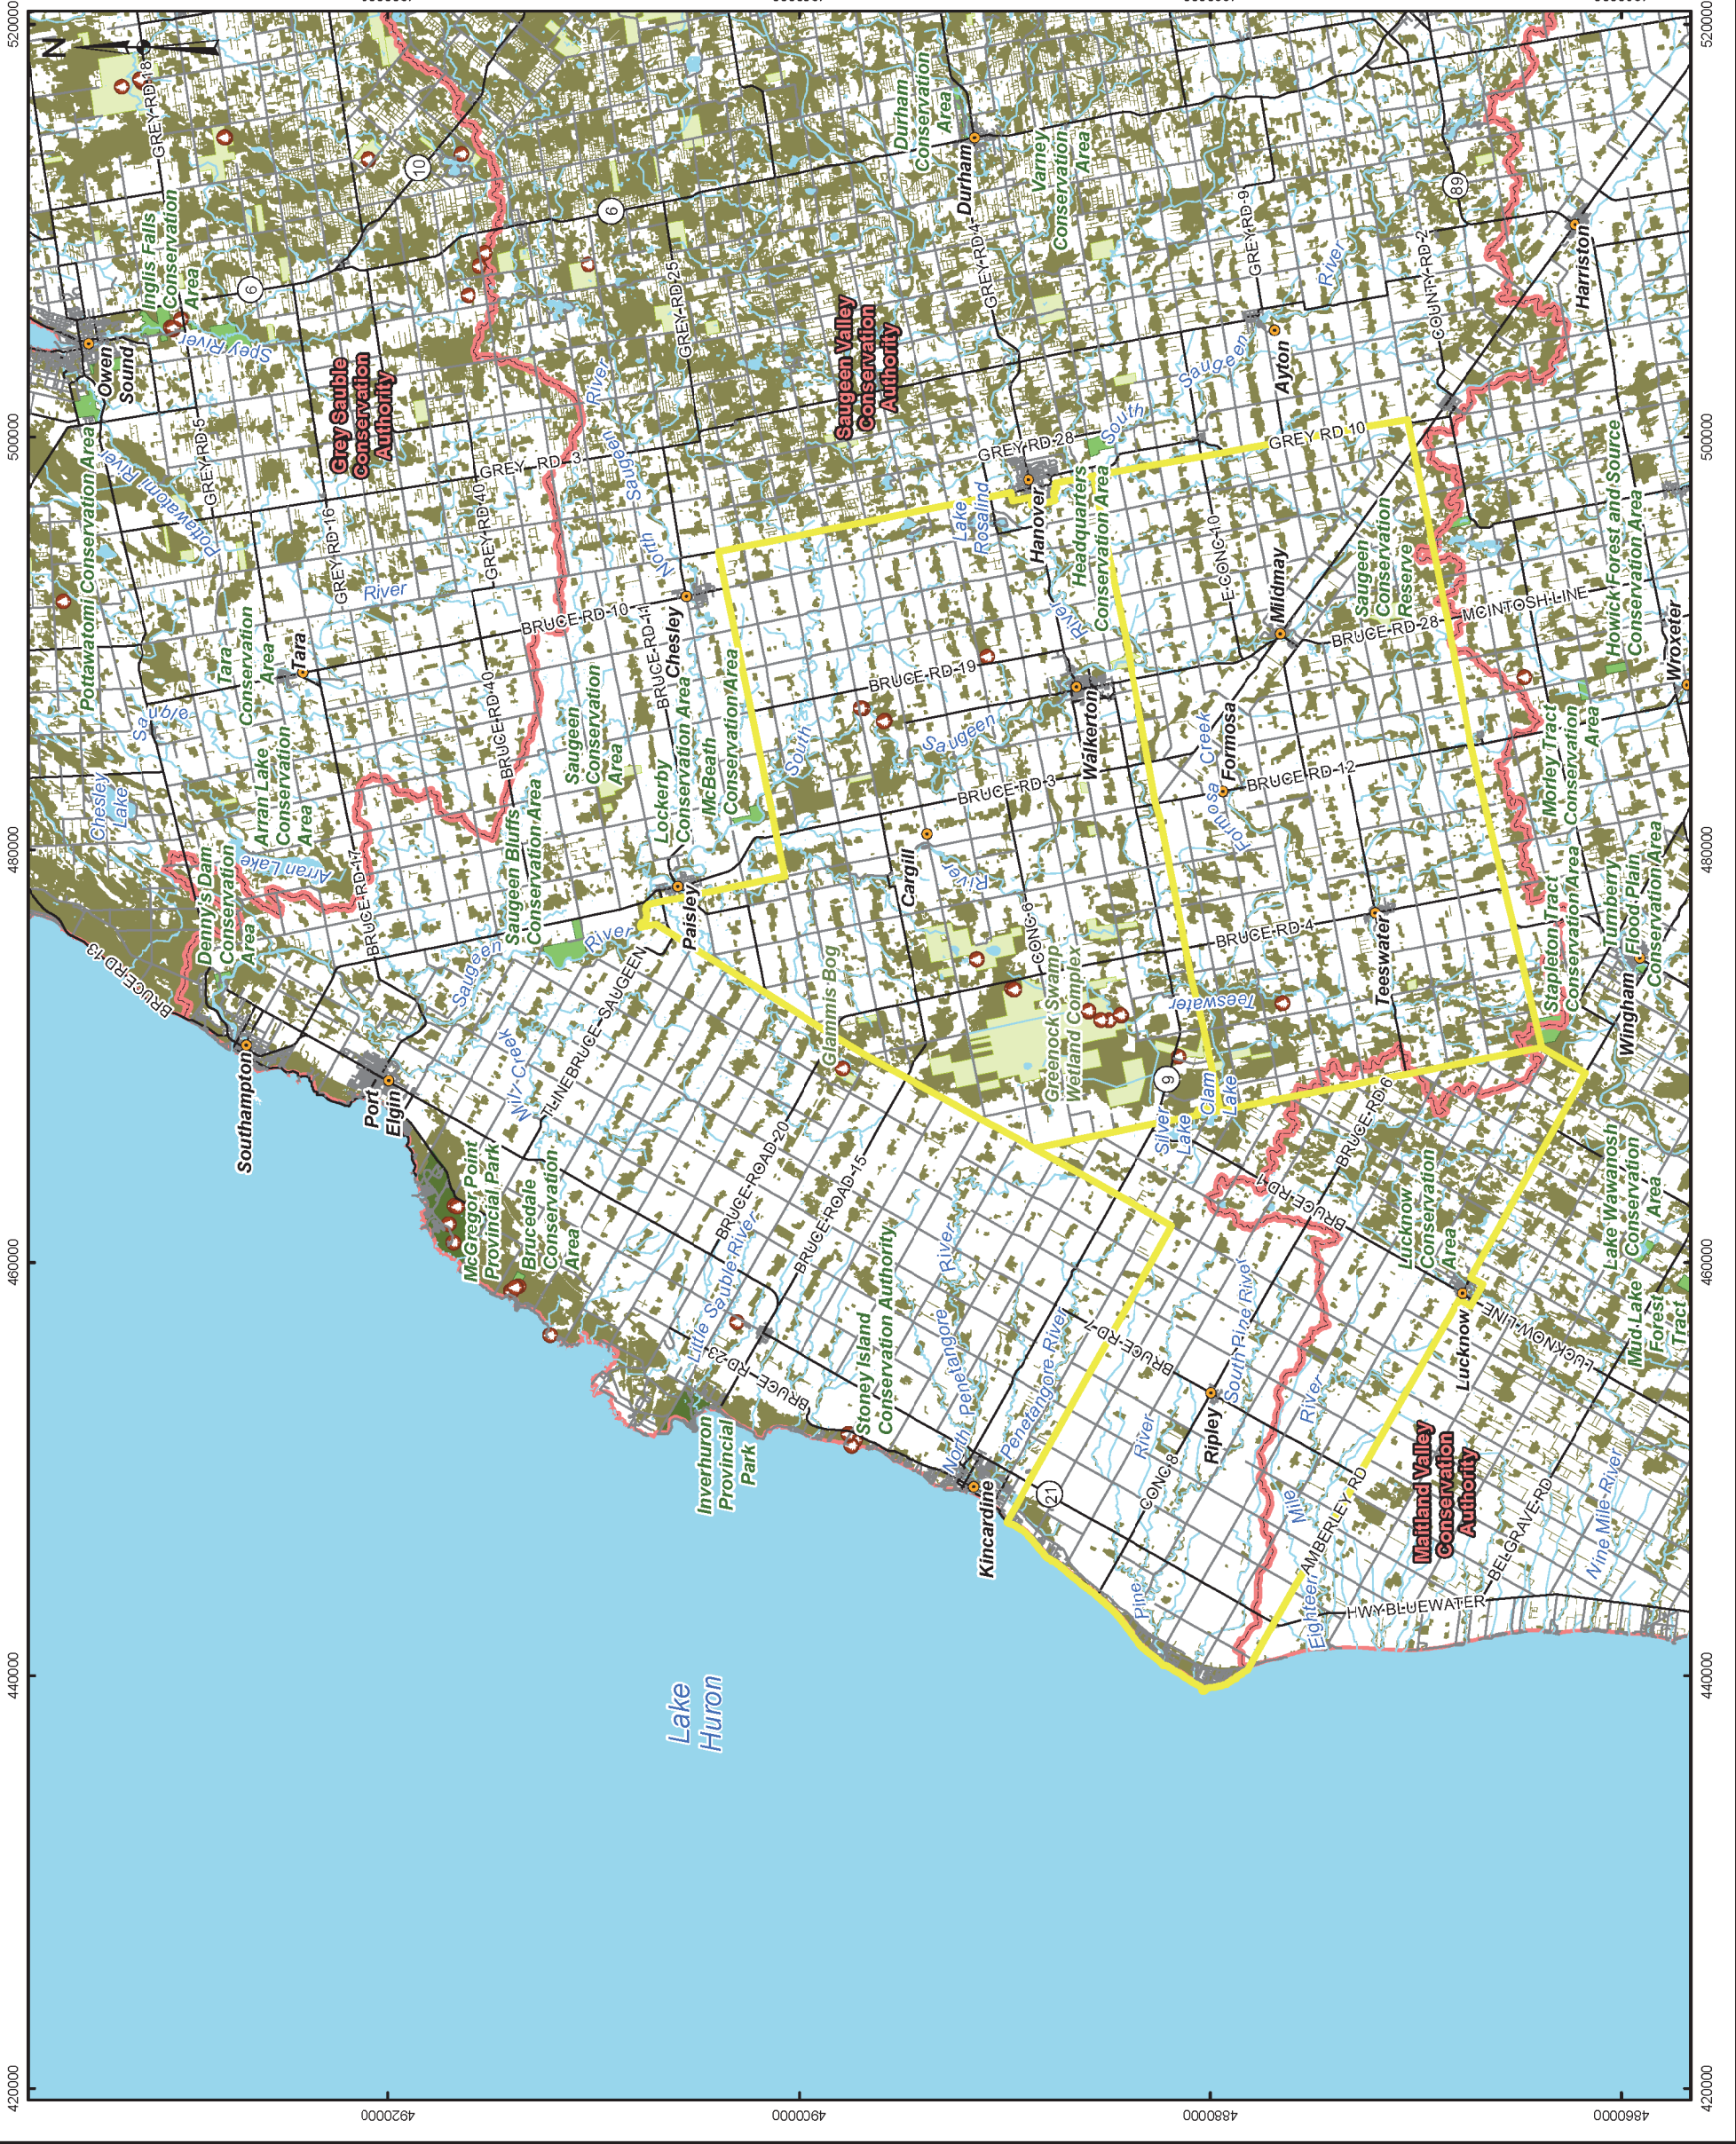 420000
440000
460000
480000
500000
520000
N
GREY-RD-18
Owen
Sound
Inglis Falls
Conservation
Area
Spey River
6
10
6
Pottawatomi Conservation Area
Pottawatomi River
GREY-RD-5
Grey Sauble
Conservation
Authority
GREY-RD-16
River
GREY-RD-40
GREY RD-3
Sauble
Tara
Conservation
Area
Tara
Chesley
Lake
Arran Lake
Conservation
Area
Arran Lake
Denny's Dam
Conservation
Area
BRUCE-RD-13
BRUCE-RD-17
BRUCE-RD-40
BRUCE-RD-10
Southampton
Port
Elgin
Saugeen
River
Saugeen Bluffs
Conservation Area
Saugeen
Conservation
Area
BRUCE-RD-11
Chesley
North
Saugeen
River
GREY-RD-25
Lockerby
Conservation Area
McBeath
Conservation Area
Paisley
Mill-Creek
T-LINEBRUCE-SAUGEEN
McGregor Point
Provincial Park
Brucedale
Conservation
Area
Lake
Huron
Inverhuron
Provincial
Park
Little Sauble River
BRUCE-RD-23
BRUCE-ROAD-20
BRUCE-ROAD-15
Stoney Island
Conservation Authority
Glammis Bog
South
Saugeen
River
Cargill
BRUCE-RD-19
BRUCE-RD-3
Saugeen Valley
Conservation
Authority
Durham
Conservation
Area
Durham
GREY-RD-4
Varney
Conservation
Area
GREY-RD-28
Lake
Rosalind
Hanover
Headquarters
Conservation Area
South
Saugeen
River
River
Walkerton
CONC-6
Greenock Swamp
Wetland Complex
Kincardine
North Penetangore River
Penetangore River
21
9
Silver
Lake
Clam
Lake
Teeswater
BRUCE-RD-7
Pine
River
CONC-8
Ripley
South Pine River
BRUCE-RD-1
BRUCE-RD-6
BRUCE-RD-4
Formosa
Creek
Formosa
BRUCE-RD-12
E-CONC-10
Mildmay
GREY RD 10
GREY-RD-9
Ayton
BRUCE-RD-28
Saugeen
Conservation
Reserve
Teeswater
COUNTY-RD-2
89
Harriston
MCINTOSH-LINE
Eighteen
Mile
River
AMBERLEY-RD
HWY-BLUEWATER
Maitland Valley
Conservation
Authority
Lucknow
Lucknow
Conservation
Area
LUCKNOW-LINE
BELGRAVE-RD
Nine Mile River
Lake Wawanosh
Conservation
Area
Mud Lake
Forest
Tract
Wingham
Turnberry
Flood Plain
Conservation Area
Stapleton Tract
Conservation Area
Morley Tract
Conservation
Area
Howick Forest and Source
Conservation Area
Wroxeter
4920000
4900000
4880000
4860000
420000
440000
460000
480000
500000
520000